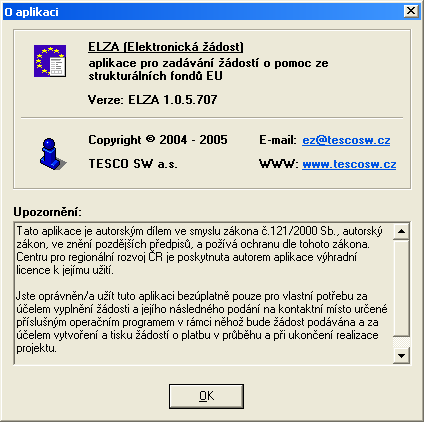 O aplikaci
ELZA (Elektronická žádost)
aplikace pro zadávání žádostí o pomoc ze
strukturálních fondů EU
Verze: ELZA 1.0.5.707
Copyright © 2004 - 2005 E-mail: ez@tescosw.cz
TESCO SW a.s. WWW: www.tescosw.cz
Upozornění:
Tato aplikace je autorským dílem ve smyslu zákona č.121/2000 Sb., autorský
zákon, ve znění pozdějších předpisů, a požívá ochranu dle tohoto zákona.
Centru pro regionální rozvoj ČR je poskytnuta autorem aplikace výhradní
licence k jejímu užití.
Jste oprávněn/a užít tuto aplikaci bezúplatně pouze pro vlastní potřebu za
účelem vyplnění žádosti a jejího následného podání na kontaktní místo určené
příslušným operačním programem v rámci něhož bude žádost podávána a za
účelem vytvoření a tisku žádostí o platbu v průběhu a při ukončení realizace
projektu.
OK